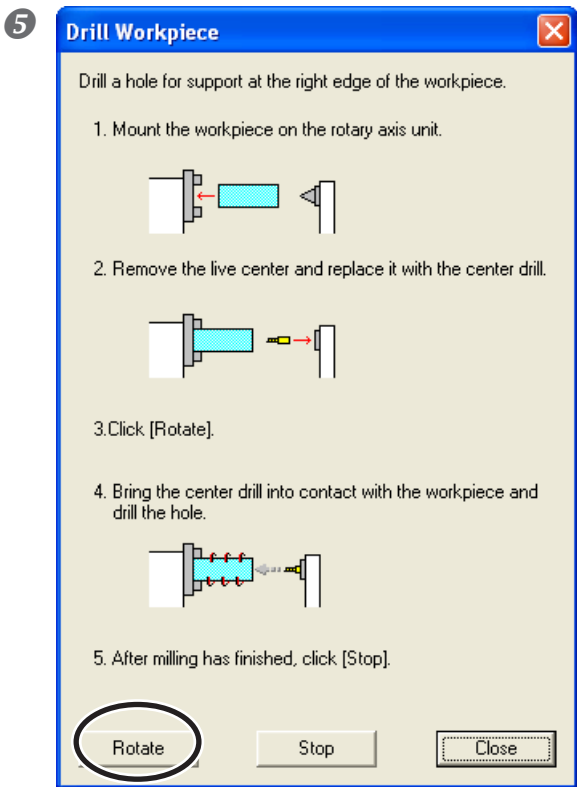 5
Drill Workpiece
Drill a hole for support at the right edge of the workpiece.
1. Mount the workpiece on the rotary axis unit.
2. Remove the live center and replace it with the center drill.
3.Click [Rotate].
4. Bring the center drill into contact with the workpiece and
drill the hole.
5. After milling has finished, click [Stop].
Rotate Stop Close